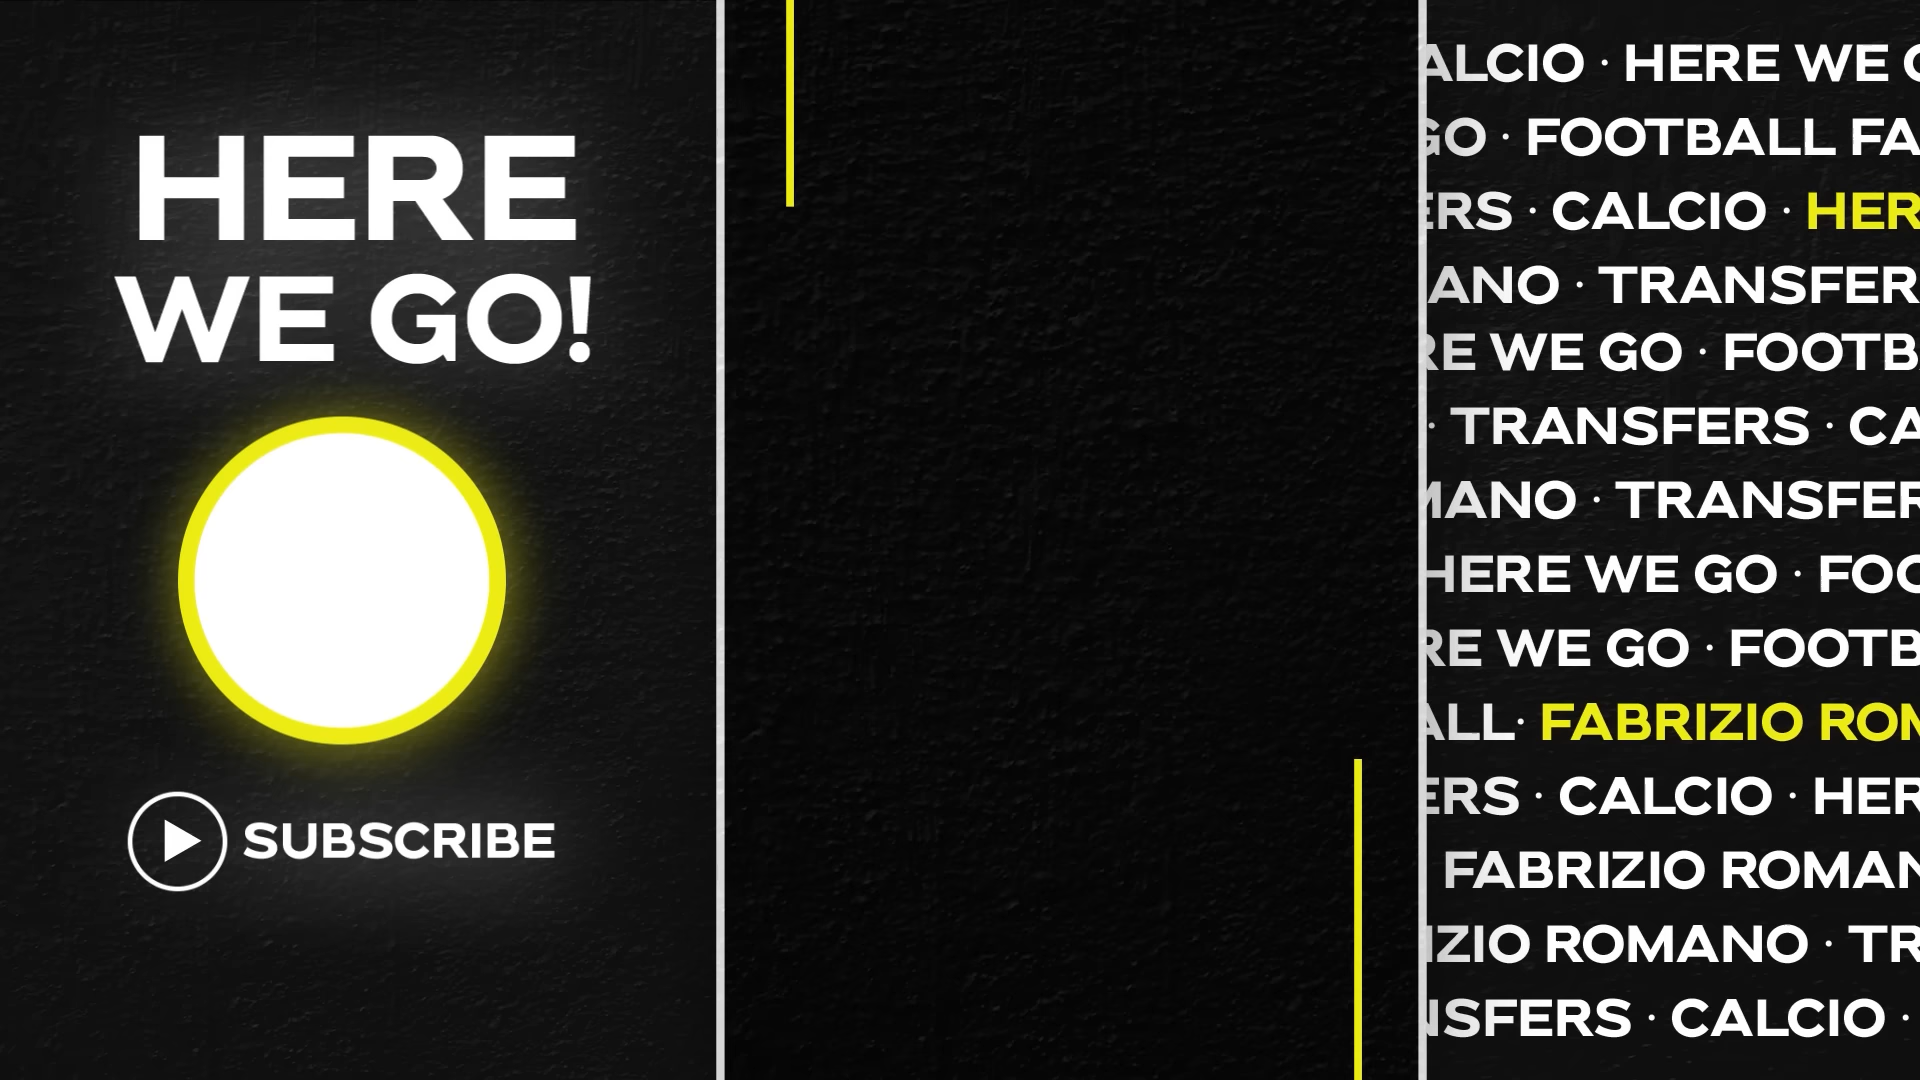 HERE
WE GO!
SUBSCRIBE
ALCIO · HERE WE
GO · FOOTBALL FA
ERS · CALCIO · HER
ANO · TRANSFER
RE WE GO · FOOTB
· TRANSFERS · CA
MANO · TRANSFER
HERE WE GO · FOO
RE WE GO · FOOTB
ALL· FABRIZIO ROM
ERS · CALCIO · HER
FABRIZIO ROMAN
IZIO ROMANO · TR
NSFERS · CALCIO ·